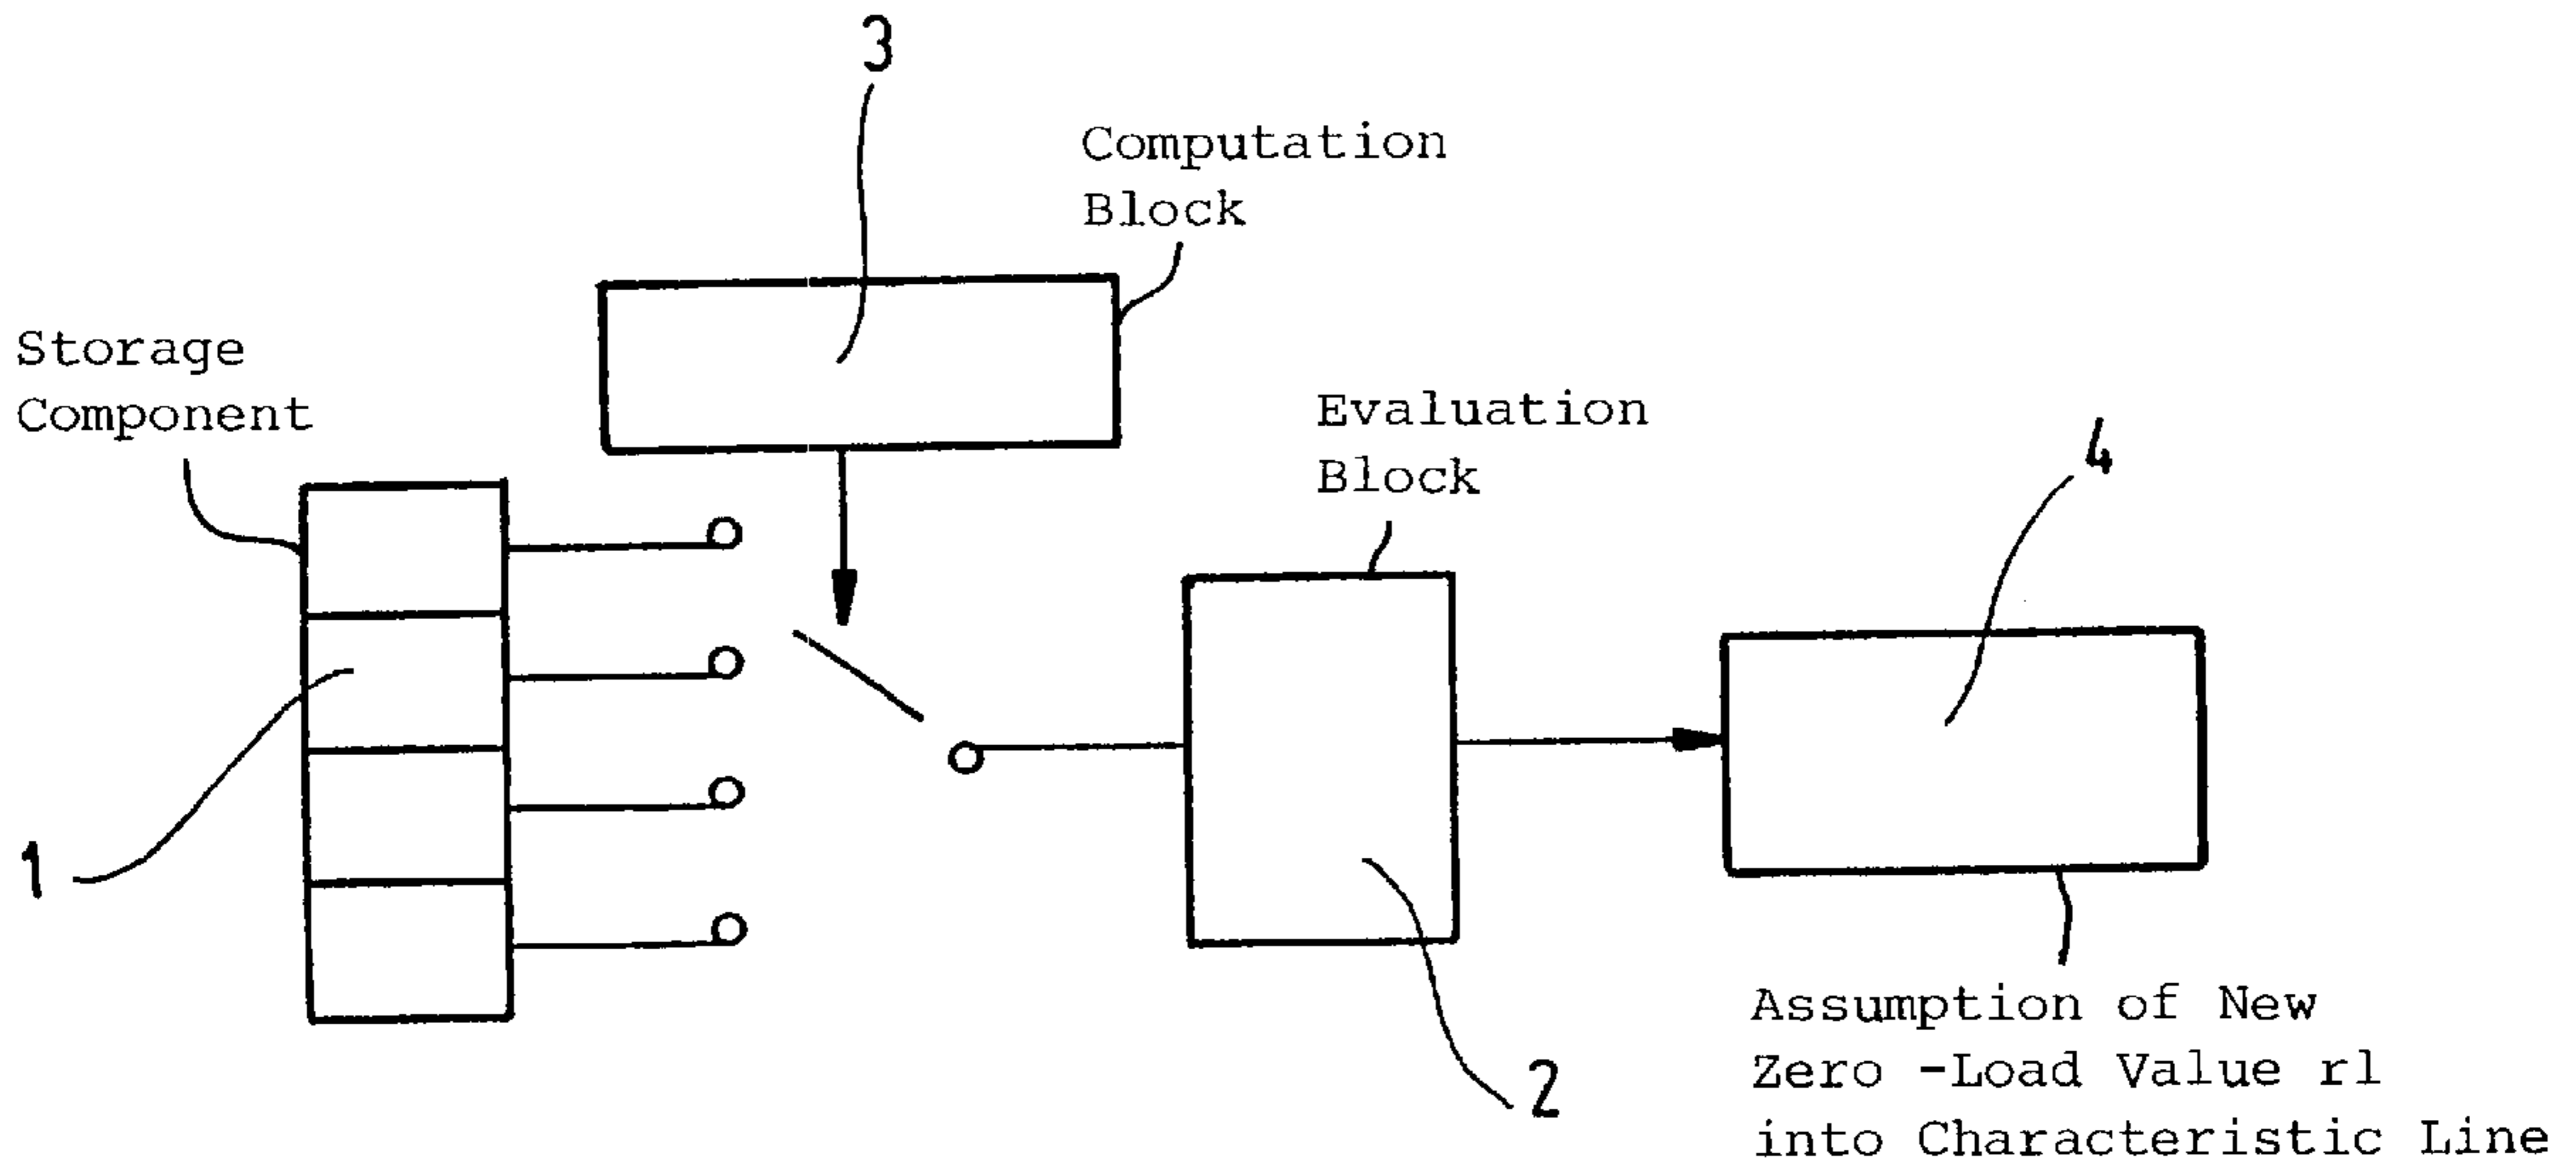 3
Computation
Block
Storage
Component
Evaluation
Block
4
1
2
Assumption of New
Zero -Load Value rl
into Characteristic Line